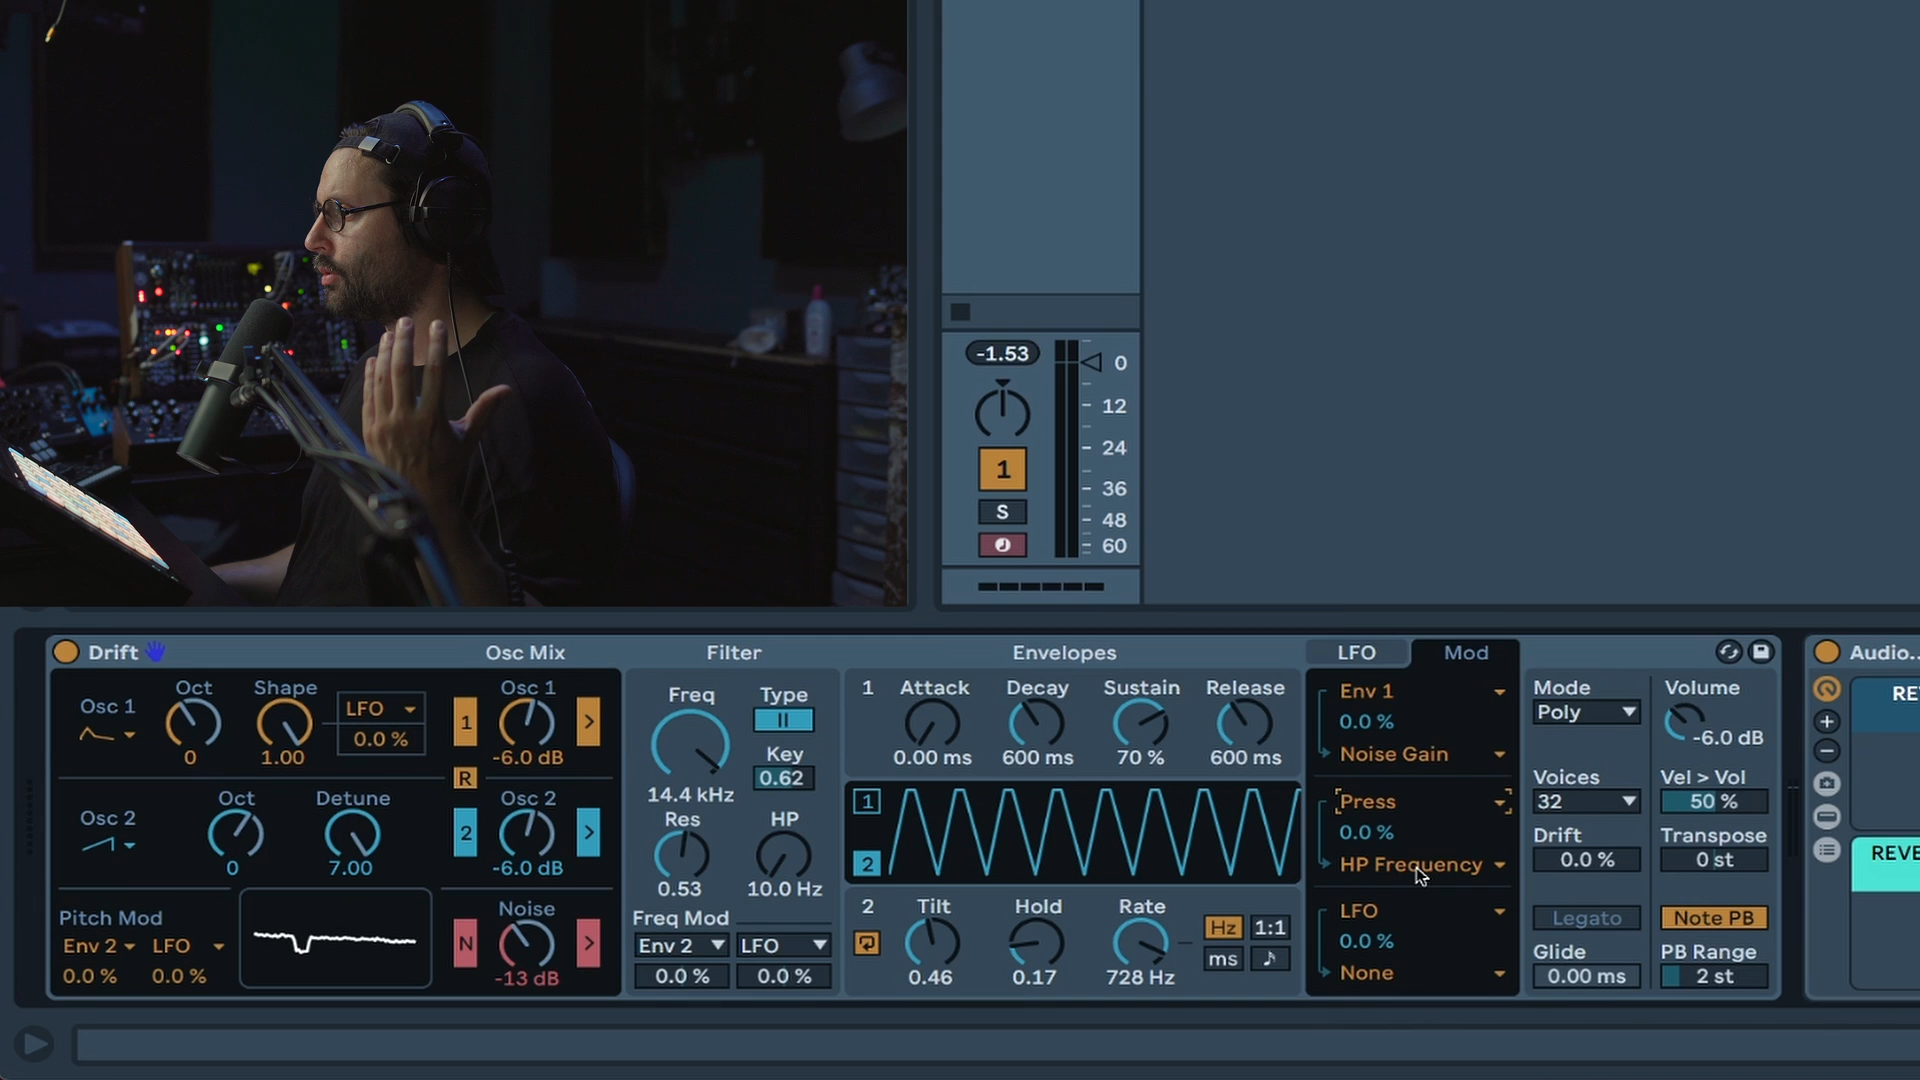 -1.53
0
12
24
36
48
60
1
S
Drift
Osc Mix
Filter
Envelopes
LFO
Mod
Audio..
Osc 1
Oct
0
Shape
1.00
LFO
0.0 %
1
Osc 1
-6.0 dB
R
Osc 2
Oct
0
Detune
7.00
2
Osc 2
-6.0 dB
Pitch Mod
Env 2
LFO
0.0 %
0.0 %
N
Noise
-13 dB
Freq
14.4 kHz
Type
II
Key
0.62
Res
0.53
HP
10.0 Hz
Freq Mod
Env 2
LFO
0.0 %
0.0 %
1
Attack
Decay
Sustain
Release
0.00 ms
600 ms
70 %
600 ms
1
2
2
Tilt
Hold
Rate
0.46
0.17
728 Hz
Hz
1:1
ms
Env 1
0.0 %
Noise Gain
Press
0.0 %
HP Frequency
LFO
0.0 %
None
Mode
Poly
Volume
-6.0 dB
Voices
32
Vel > Vol
50 %
Drift
0.0 %
Transpose
0 st
Legato
Note PB
Glide
0.00 ms
PB Range
2 st
RE
REVE